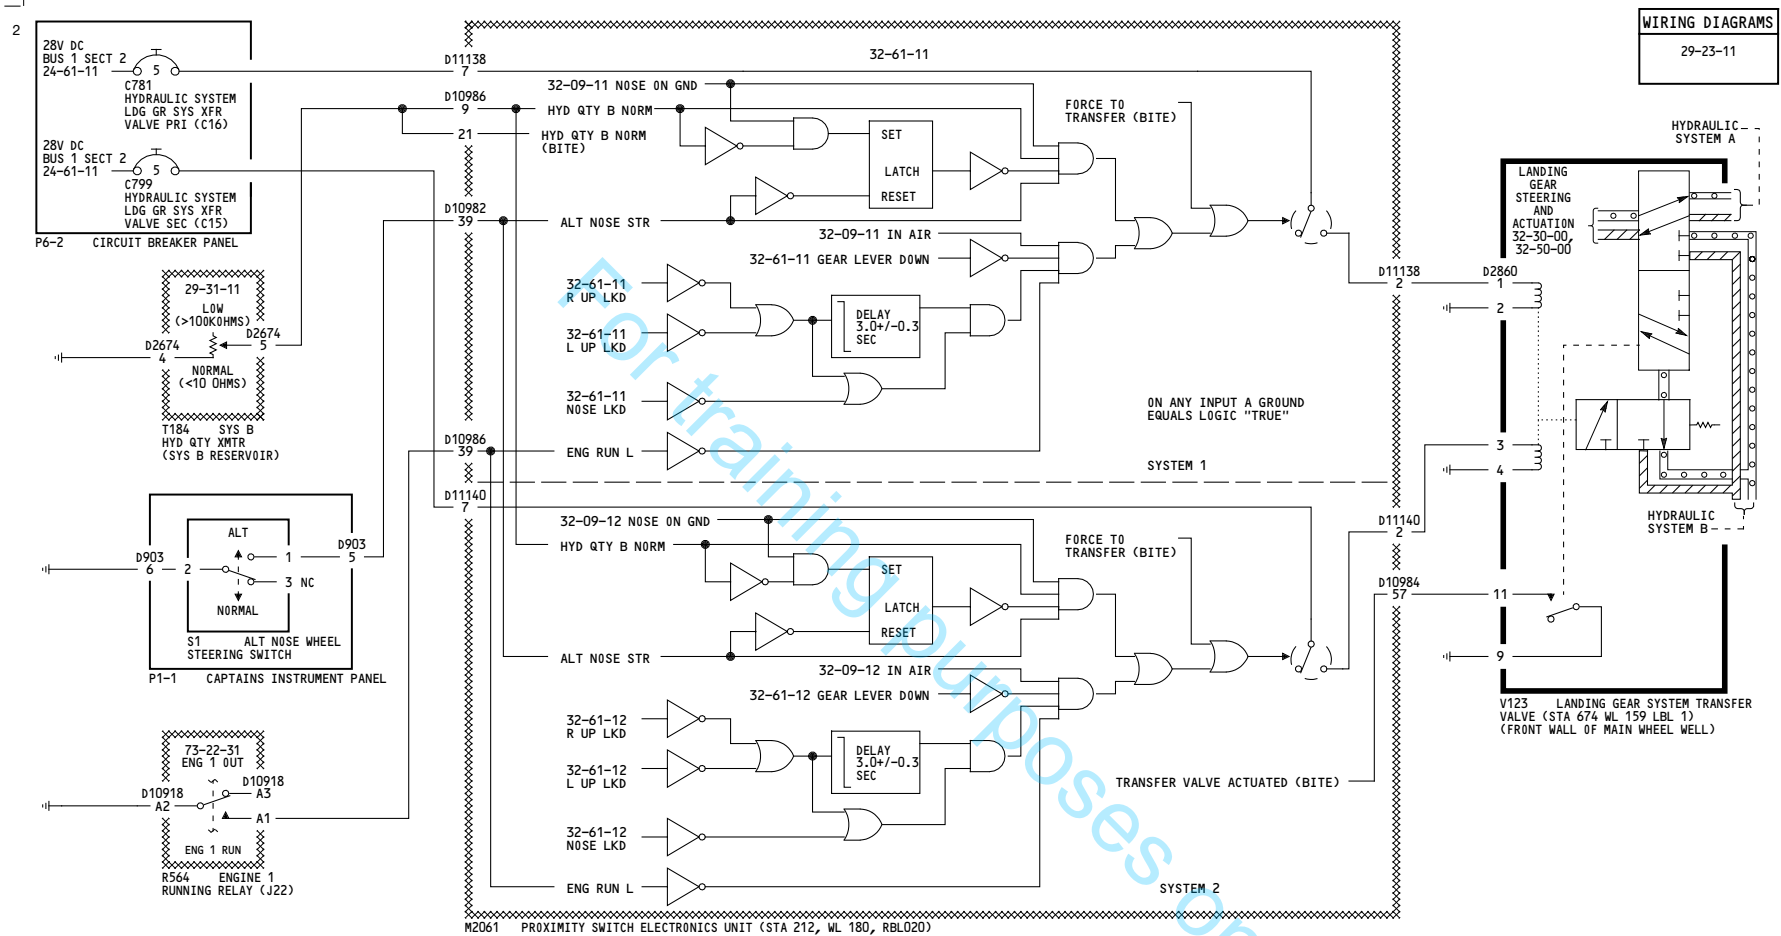 2
WIRING DIAGRAMS
29-23-11
28V DC
BUS 1 SECT 2
24-61-11
5
C781
HYDRAULIC SYSTEM
LDG GR SYS XFR
VALVE PRI (C16)
28V DC
BUS 1 SECT 2
24-61-11
5
C799
HYDRAULIC SYSTEM
LDG GR SYS XFR
VALVE SEC (C15)
P6-2 CIRCUIT BREAKER PANEL
29-31-11
LOW
(>100KOHMS)
D2674
5
D2674
4
NORMAL
(<10 OHMS)
T184 SYS B
HYD QTY XMTR
(SYS B RESERVOIR)
ALT
D903
6
2
1
3 NC
D903
5
NORMAL
S1 ALT NOSE WHEEL
STEERING SWITCH
P1-1 CAPTAINS INSTRUMENT PANEL
73-22-31
ENG 1 OUT
D10918
A3
D10918
A2
A1
ENG 1 RUN
R564 ENGINE 1
RUNNING RELAY (J22)
D11138
7
32-61-11
D10986
9
21
32-09-11 NOSE ON GND
HYD QTY B NORM
HYD QTY B NORM
(BITE)
SET
LATCH
RESET
FORCE TO
TRANSFER (BITE)
D10982
39
ALT NOSE STR
32-09-11 IN AIR
32-61-11 GEAR LEVER DOWN
32-61-11
R UP LKD
32-61-11
L UP LKD
DELAY
3.0+/-0.3
SEC
32-61-11
NOSE LKD
ON ANY INPUT A GROUND
EQUALS LOGIC "TRUE"
D10986
39
ENG RUN L
SYSTEM 1
D11138
2
D11140
7
32-09-12 NOSE ON GND
HYD QTY B NORM
SET
LATCH
RESET
FORCE TO
TRANSFER (BITE)
ALT NOSE STR
32-09-12 IN AIR
32-61-12 GEAR LEVER DOWN
32-61-12
R UP LKD
32-61-12
L UP LKD
DELAY
3.0+/-0.3
SEC
32-61-12
NOSE LKD
TRANSFER VALVE ACTUATED (BITE)
ENG RUN L
SYSTEM 2
D11140
2
D10984
57
M2061 PROXIMITY SWITCH ELECTRONICS UNIT (STA 212, WL 180, RBL020)
HYDRAULIC
SYSTEM A
LANDING
GEAR
STEERING
AND
ACTUATION
32-30-00,
32-50-00
D2860
1
2
3
4
HYDRAULIC
SYSTEM B
11
9
V123 LANDING GEAR SYSTEM TRANSFER
VALVE (STA 674 WL 159 LBL 1)
(FRONT WALL OF MAIN WHEEL WELL)
For training purposes on